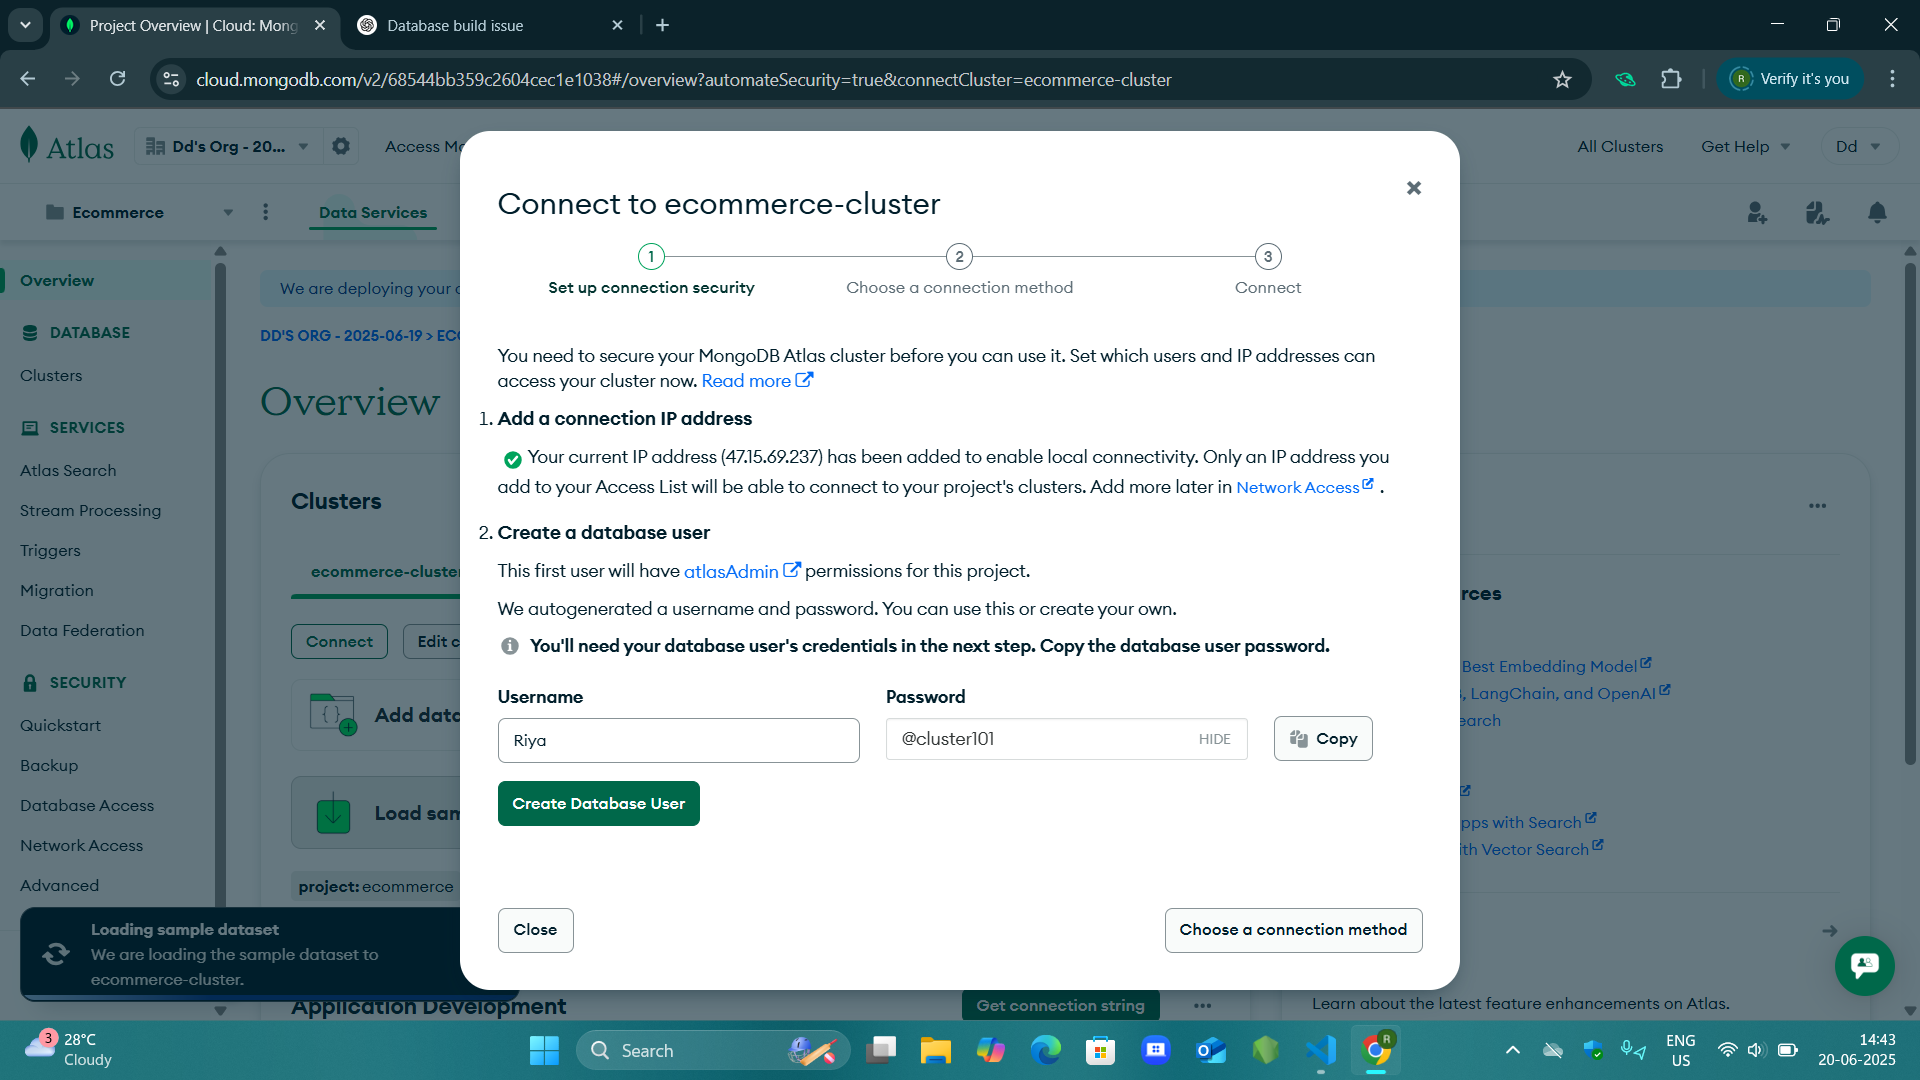 Project Overview | Cloud: Mong
Database build issue
cloud.mongodb.com/v2/68544bb359c2604cec1e1038#/overview?automateSecurity=true&connectCluster=ecommerce-cluster
R
Verify it's you
Atlas
Dd's Org - 20...
Access Mo
All Clusters
Get Help
Dd
Ecommerce
Data Services
Overview
DATABASE
Clusters
SERVICES
Atlas Search
Stream Processing
Triggers
Migration
Data Federation
SECURITY
Quickstart
Backup
Database Access
Network Access
Advanced
We are deploying your c
DD'S ORG - 2025-06-19 > ECO
Overview
Clusters
ecommerce-cluster
Connect
Edit c
Add data
Load sam
project: ecommerce
Loading sample dataset
We are loading the sample dataset to
ecommerce-cluster.
Application Development
Get connection string
Connect to ecommerce-cluster
1
2
3
Set up connection security
Choose a connection method
Connect
You need to secure your MongoDB Atlas cluster before you can use it. Set which users and IP addresses can
access your cluster now. Read more
1. Add a connection IP address
Your current IP address (47.15.69.237) has been added to enable local connectivity. Only an IP address you
add to your Access List will be able to connect to your project's clusters. Add more later in Network Access .
2. Create a database user
This first user will have atlasAdmin permissions for this project.
We autogenerated a username and password. You can use this or create your own.
You'll need your database user's credentials in the next step. Copy the database user password.
Username
Password
Riya
@cluster101
HIDE
Copy
Create Database User
Close
Choose a connection method
rces
Best Embedding Model
, LangChain, and OpenAI
earch
pps with Search
ith Vector Search
Learn about the latest feature enhancements on Atlas.
3
28°C
Cloudy
Search
R
ENG
US
14:43
20-06-2025